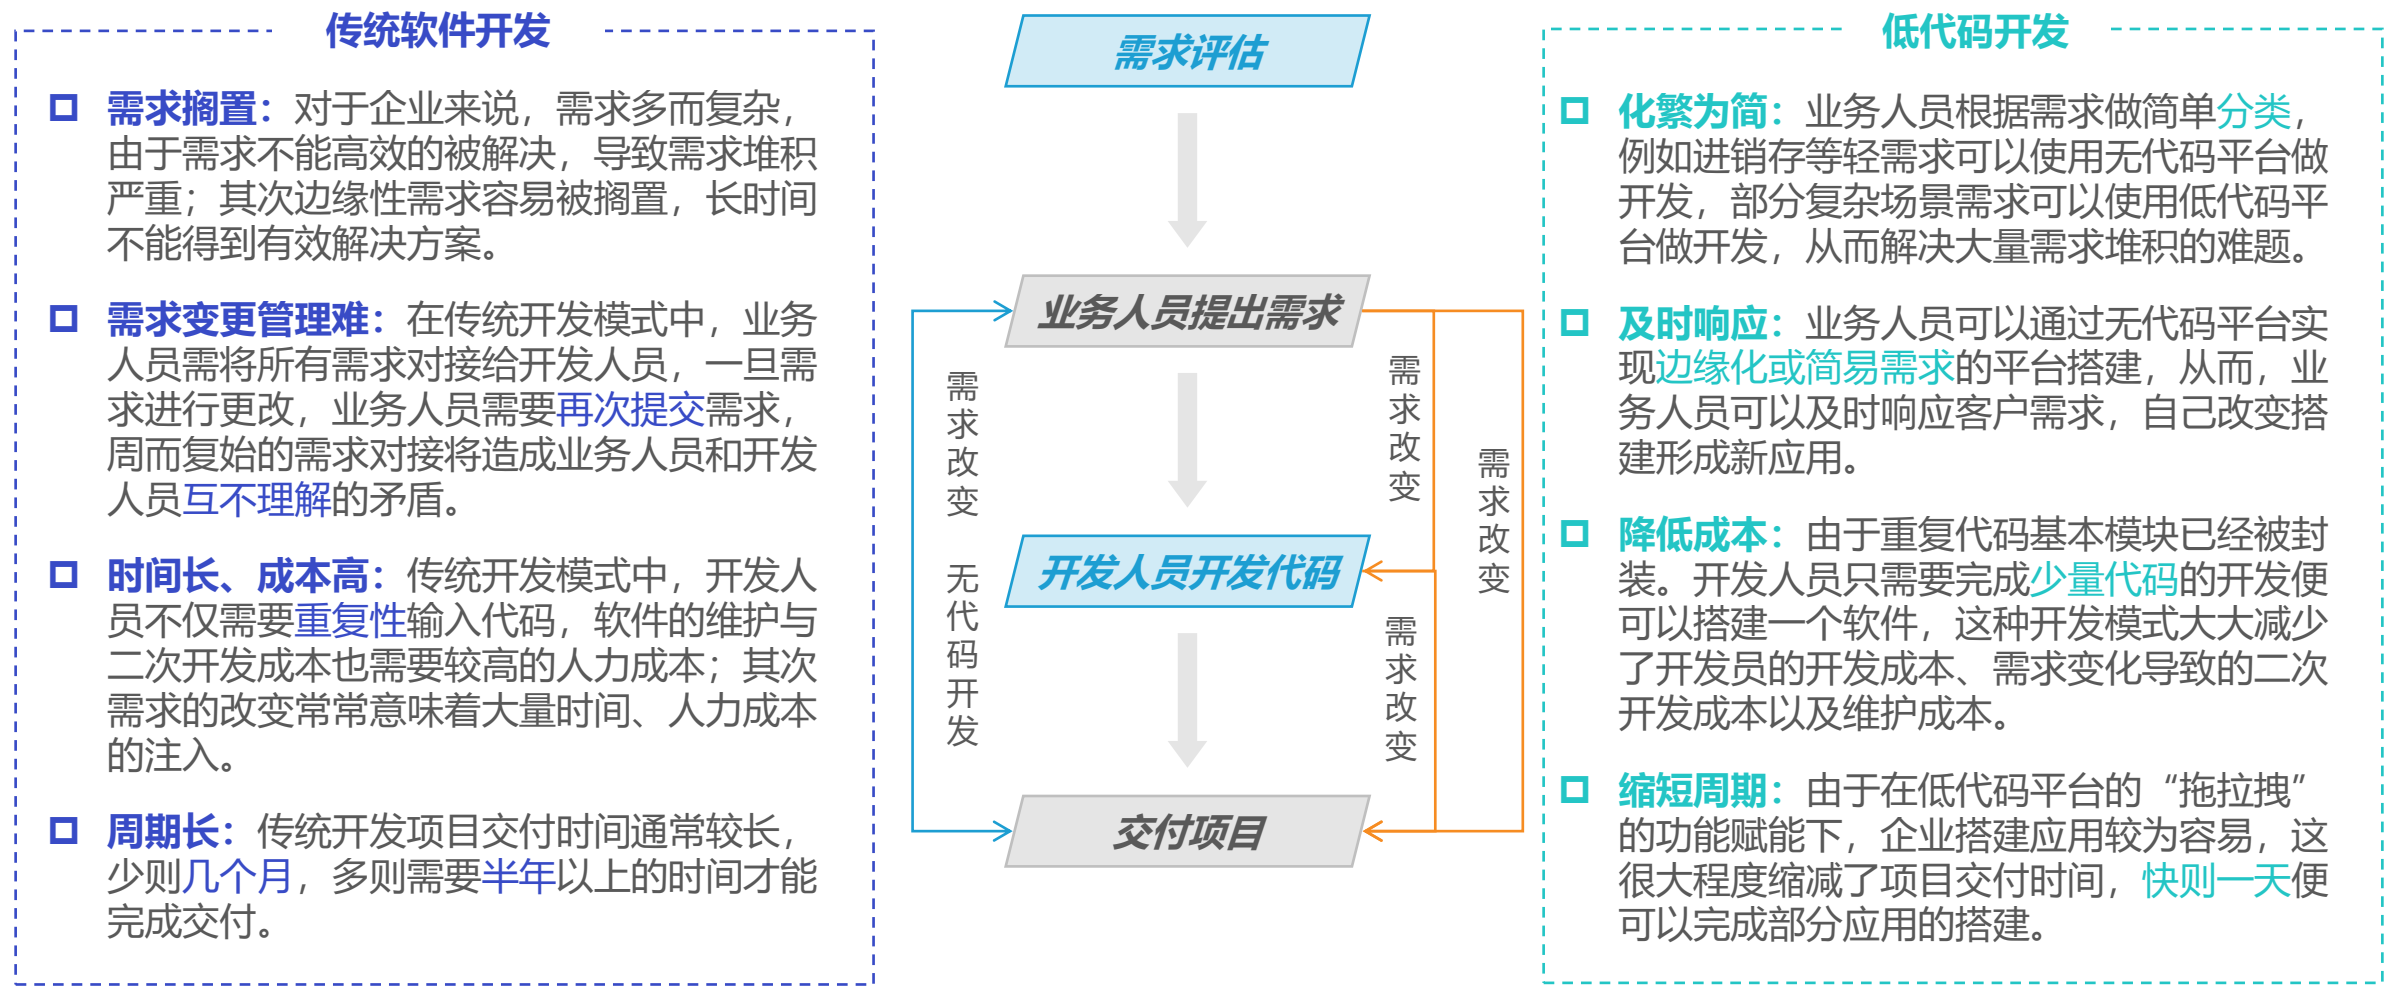 传统软件开发
需求搁置：对于企业来说，需求多而复杂，
由于需求不能高效的被解决，导致需求堆积
严重；其次边缘性需求容易被搁置，长时间
不能得到有效解决方案。
需求变更管理难：在传统开发模式中，业务
人员需将所有需求对接给开发人员，一旦需
求进行更改，业务人员需要再次提交需求，
周而复始的需求对接将造成业务人员和开发
人员互不理解的矛盾。
时间长、成本高：传统开发模式中，开发人
员不仅需要重复性输入代码，软件的维护与
二次开发成本也需要较高的人力成本；其次
需求的改变常常意味着大量时间、人力成本
的注入。
周期长：传统开发项目交付时间通常较长，
少则几个月，多则需要半年以上的时间才能
完成交付。
需求评估
业务人员提出需求
开发人员开发代码
交付项目
需求改变 无代码开发
需求改变
需求改变
需求改变
低代码开发
化繁为简：业务人员根据需求做简单分类，
例如进销存等轻需求可以使用无代码平台做
开发，部分复杂场景需求可以使用低代码平
台做开发，从而解决大量需求堆积的难题。
及时响应：业务人员可以通过无代码平台实
现边缘化或简易需求的平台搭建，从而，业
务人员可以及时响应客户需求，自己改变搭
建形成新应用。
降低成本：由于重复代码基本模块已经被封
装。开发人员只需要完成少量代码的开发便
可以搭建一个软件，这种开发模式大大减少
了开发员的开发成本、需求变化导致的二次
开发成本以及维护成本。
缩短周期：由于在低代码平台的“拖拉拽”
的功能赋能下，企业搭建应用较为容易，这
很大程度缩减了项目交付时间，快则一天便
可以完成部分应用的搭建。